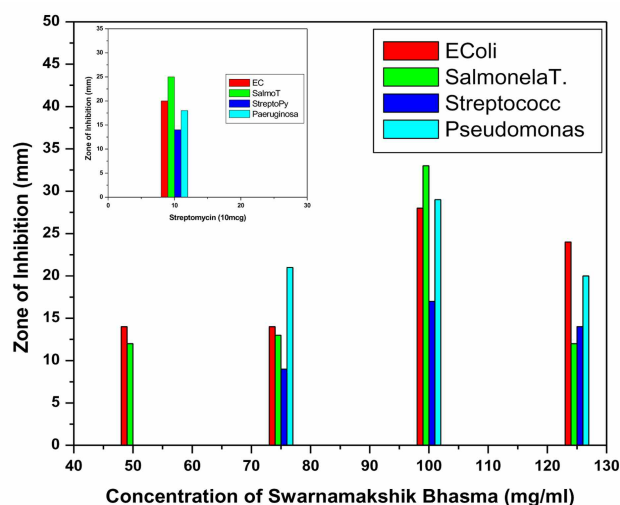 50
45
40
35
30
25
20
15
10
5
0
Zone of Inhibition (mm)
40 50 60 70 80 90 100 110 120 130
Concentration of Swarnamakshik Bhasma (mg/ml)
EColi
SalmonelaT.
Streptococc
Pseudomonas
35
30
25
20
15
10
5
0
Zone of Inhibition (mm)
0 10 20 30
Streptomycin (10mcg)
EC
SalmoT
StreptoPy
Paeruginosa